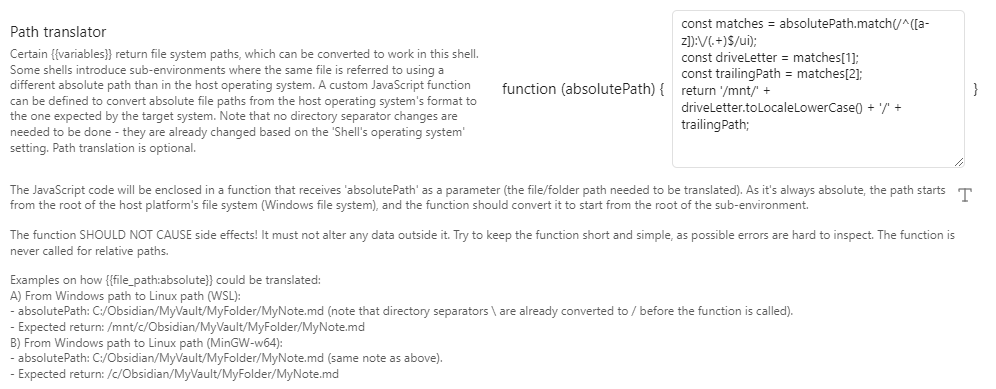 Path translator
Certain {{variables}} return file system paths, which can be converted to work in this shell.
Some shells introduce sub-environments where the same file is referred to using a
different absolute path than in the host operating system. A custom JavaScript function
can be defined to convert absolute file paths from the host operating system's format to
the one expected by the target system. Note that no directory separator changes are
needed to be done - they are already changed based on the 'Shell's operating system'
setting. Path translation is optional.
function (absolutePath) {
const matches = absolutePath.match(/^([a-
z]):\/(.+)$/ui);
const driveLetter = matches[1];
const trailingPath = matches[2];
return '/mnt/' +
driveLetter.toLocaleLowerCase() + '/' +
trailingPath;
}
The JavaScript code will be enclosed in a function that receives 'absolutePath' as a parameter (the file/folder path needed to be translated). As it's always absolute, the path starts
from the root of the host platform's file system (Windows file system), and the function should convert it to start from the root of the sub-environment.
The function SHOULD NOT CAUSE side effects! It must not alter any data outside it. Try to keep the function short and simple, as possible errors are hard to inspect. The function is
never called for relative paths.
Examples on how {{file_path:absolute}} could be translated:
A) From Windows path to Linux path (WSL):
- absolutePath: C:/Obsidian/MyVault/MyFolder/MyNote.md (note that directory separators \ are already converted to / before the function is called).
- Expected return: /mnt/c/Obsidian/MyVault/MyFolder/MyNote.md
B) From Windows path to Linux path (MinGW-w64):
- absolutePath: C:/Obsidian/MyVault/MyFolder/MyNote.md (same note as above).
- Expected return: /c/Obsidian/MyVault/MyFolder/MyNote.md